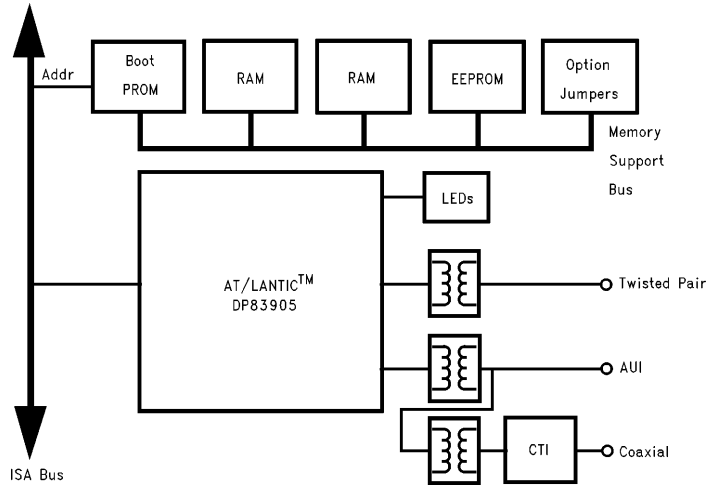 Addr
Boot
PROM
RAM
RAM
EEPROM
Option
Jumpers
Memory
Support
Bus
LEDs
AT/LANTIC™
DP83905
Twisted Pair
AUI
CTI
Coaxial
ISA Bus